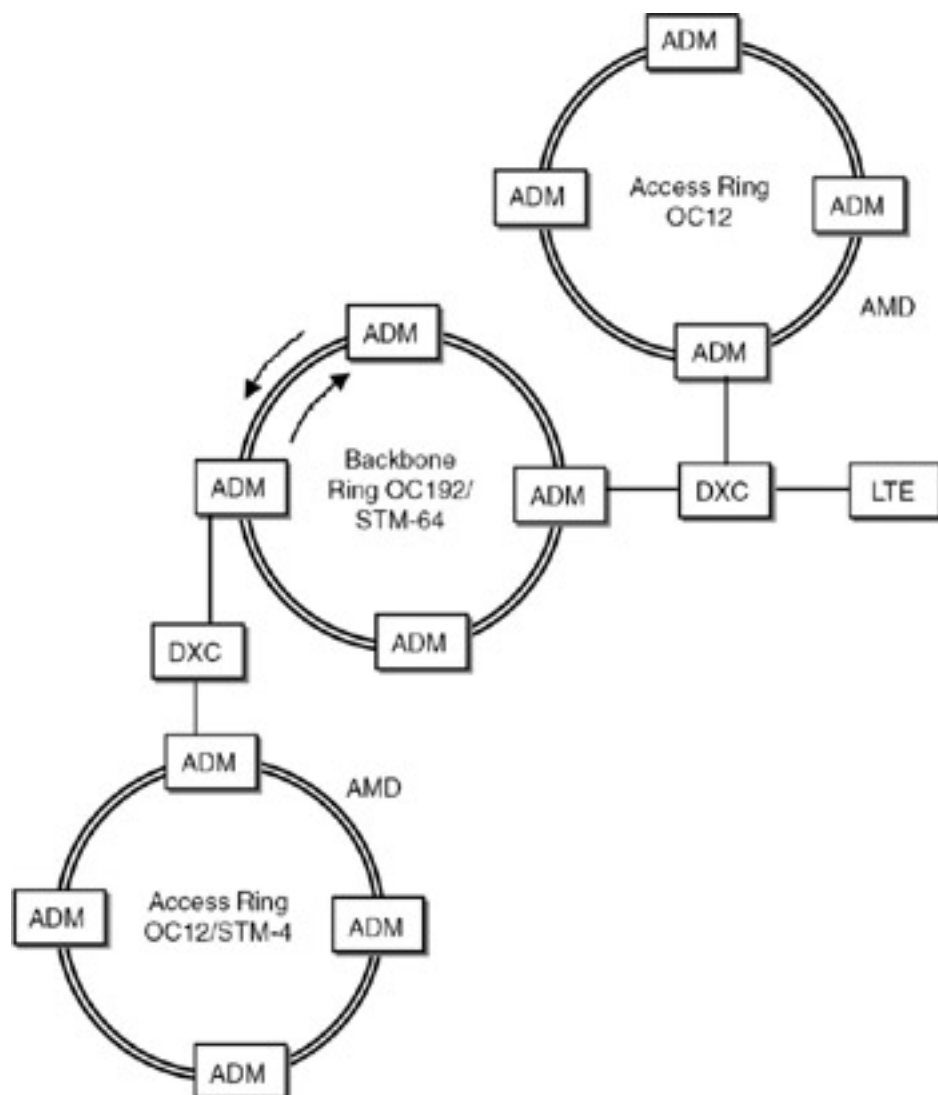 ADM
ADM
Access Ring
OC12
ADM
AMD
ADM
ADM
ADM
Backbone
Ring OC192/
STM-64
ADM
DXC
LTE
ADM
DXC
ADM
AMD
ADM
Access Ring
OC12/STM-4
ADM
ADM